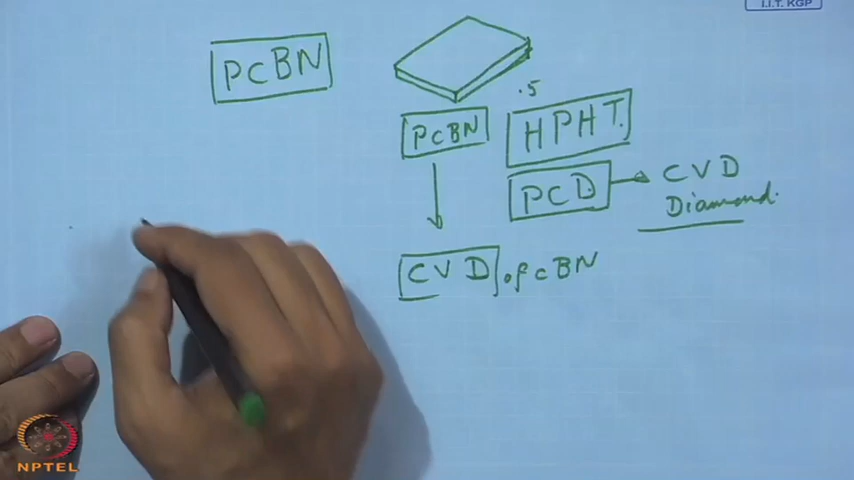 I.I.T. KGP
PCBN
.5
PCBN
HPHT.
PCD
CVD
Diamond.
CVD of cBN
NPTEL